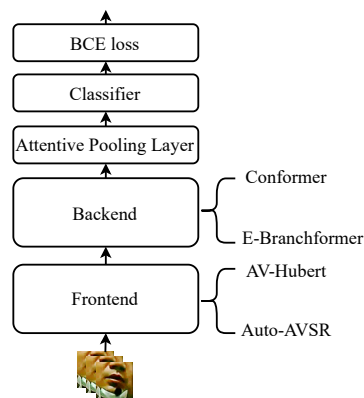 BCE loss
Classifier
Attentive Pooling Layer
Conformer
Backend
E-Branchformer
AV-Hubert
Frontend
Auto-AVSR